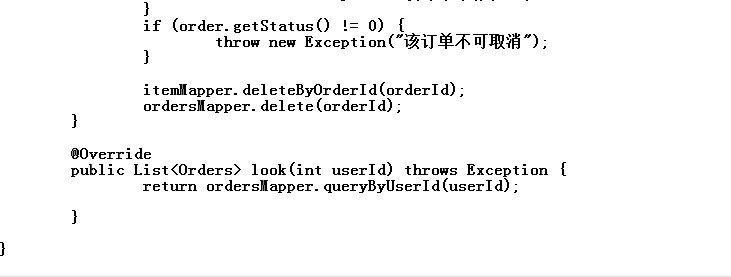 }
if (order.getStatus() != 0) {
throw new Exception("该订单不可取消");
}
itemMapper.deleteByOrderId(orderId);
ordersMapper.delete(orderId);
}
@Override
public List<Orders> look(int userId) throws Exception {
return ordersMapper.queryByUserId(userId);
}
}